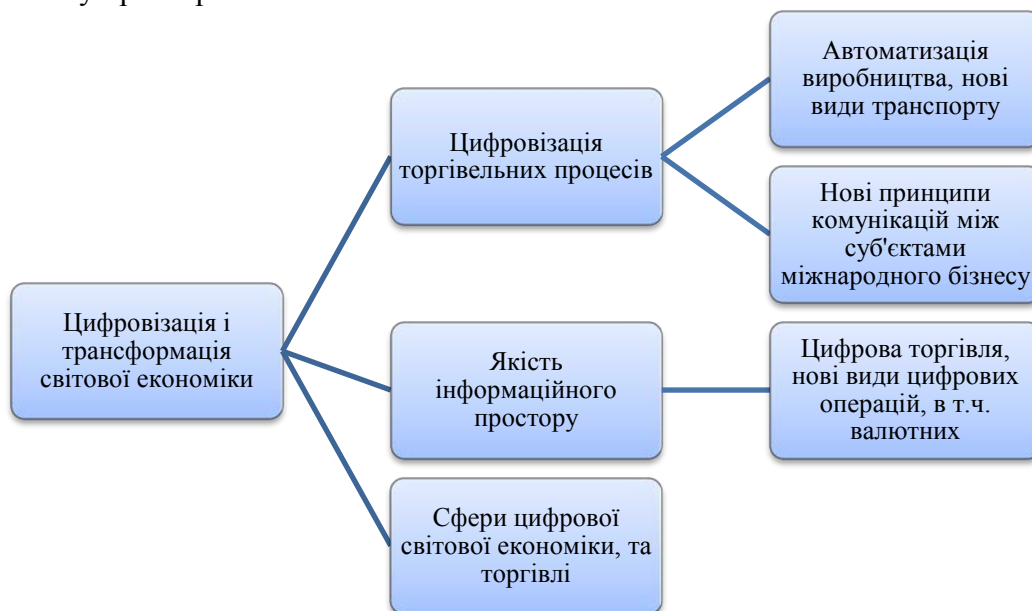 Автоматизація
виробництва, нові
види транспорту
Цифровізація
торгівельних процесів
Нові принципи
комунікацій між
суб'єктами
міжнародного бізнесу
Цифровізація і
трансформація
світової економіки
Якість
інформаційного
простору
Цифрова торгівля,
нові види цифрових
операцій, в т.ч.
валютних
Сфери цифрової
світової економіки, та
торгівлі